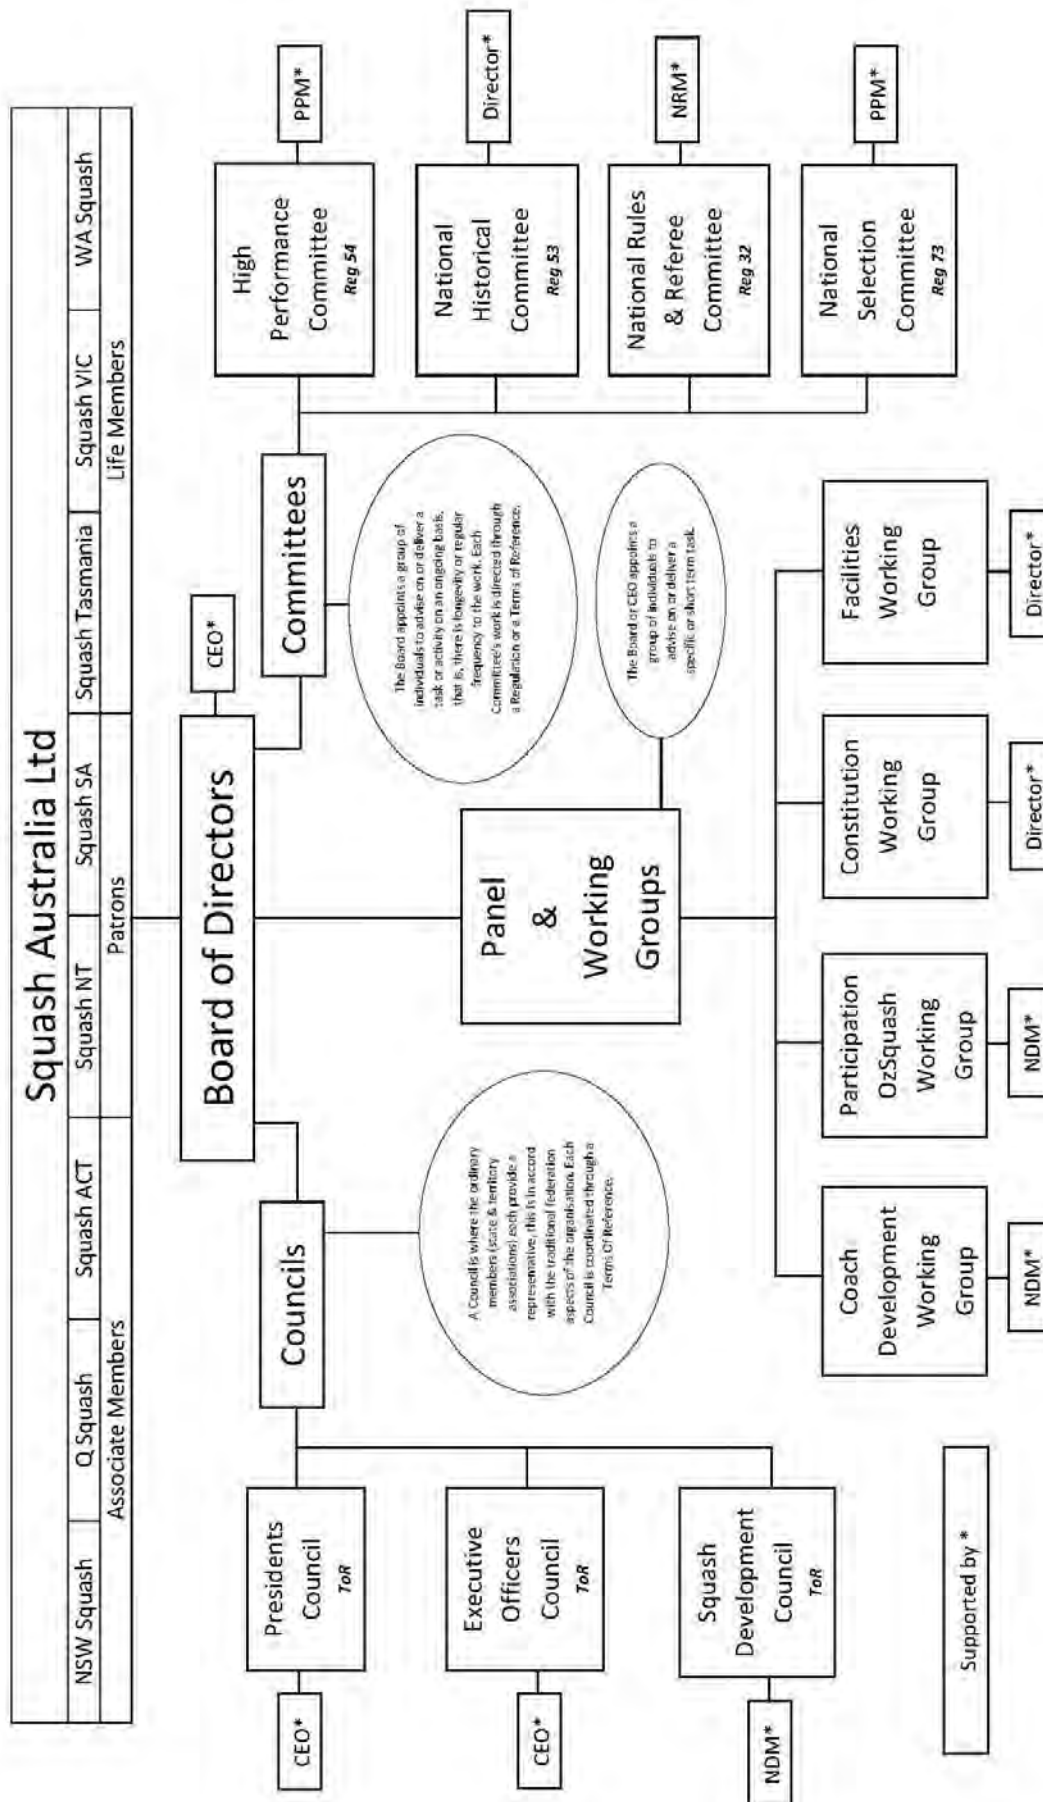 Squash Australia Ltd
NSW Squash
Q Squash
Squash ACT
Squash NT
Squash SA
Squash Tasmania
Squash VIC
WA Squash
Associate Members
Patrons
Life Members
Board of Directors
CEO*
Councils
Committees
A Council is where the ordinary
members (state & territory
associations) each provide a
representative, this is in accord
with the traditional federation
aspects of the organisation. Each
Council is coordinated through a
Terms Of Reference.
The Board appoints a group of
individuals to advise on or deliver a
task or activity on an ongoing basis,
that is, there is longevity or regular
frequency to the work. Each
Committee's work is directed through
a Regulation or a Terms of Reference.
CEO*
Presidents
Council
ToR
CEO*
Executive
Officers
Council
ToR
NDM*
Squash
Development
Council
ToR
High
Performance
Committee
Reg 54
PPM*
National
Historical
Committee
Reg 53
Director*
National Rules
& Referee
Committee
Reg 32
NRM*
National
Selection
Committee
Reg 73
PPM*
Panel
&
Working
Groups
The Board or CEO appoints a
group of individuals to
advise on or deliver a
specific or short term task.
Coach
Development
Working
Group
NDM*
Participation
OzSquash
Working
Group
NDM*
Constitution
Working
Group
Director*
Facilities
Working
Group
Director*
Supported by *